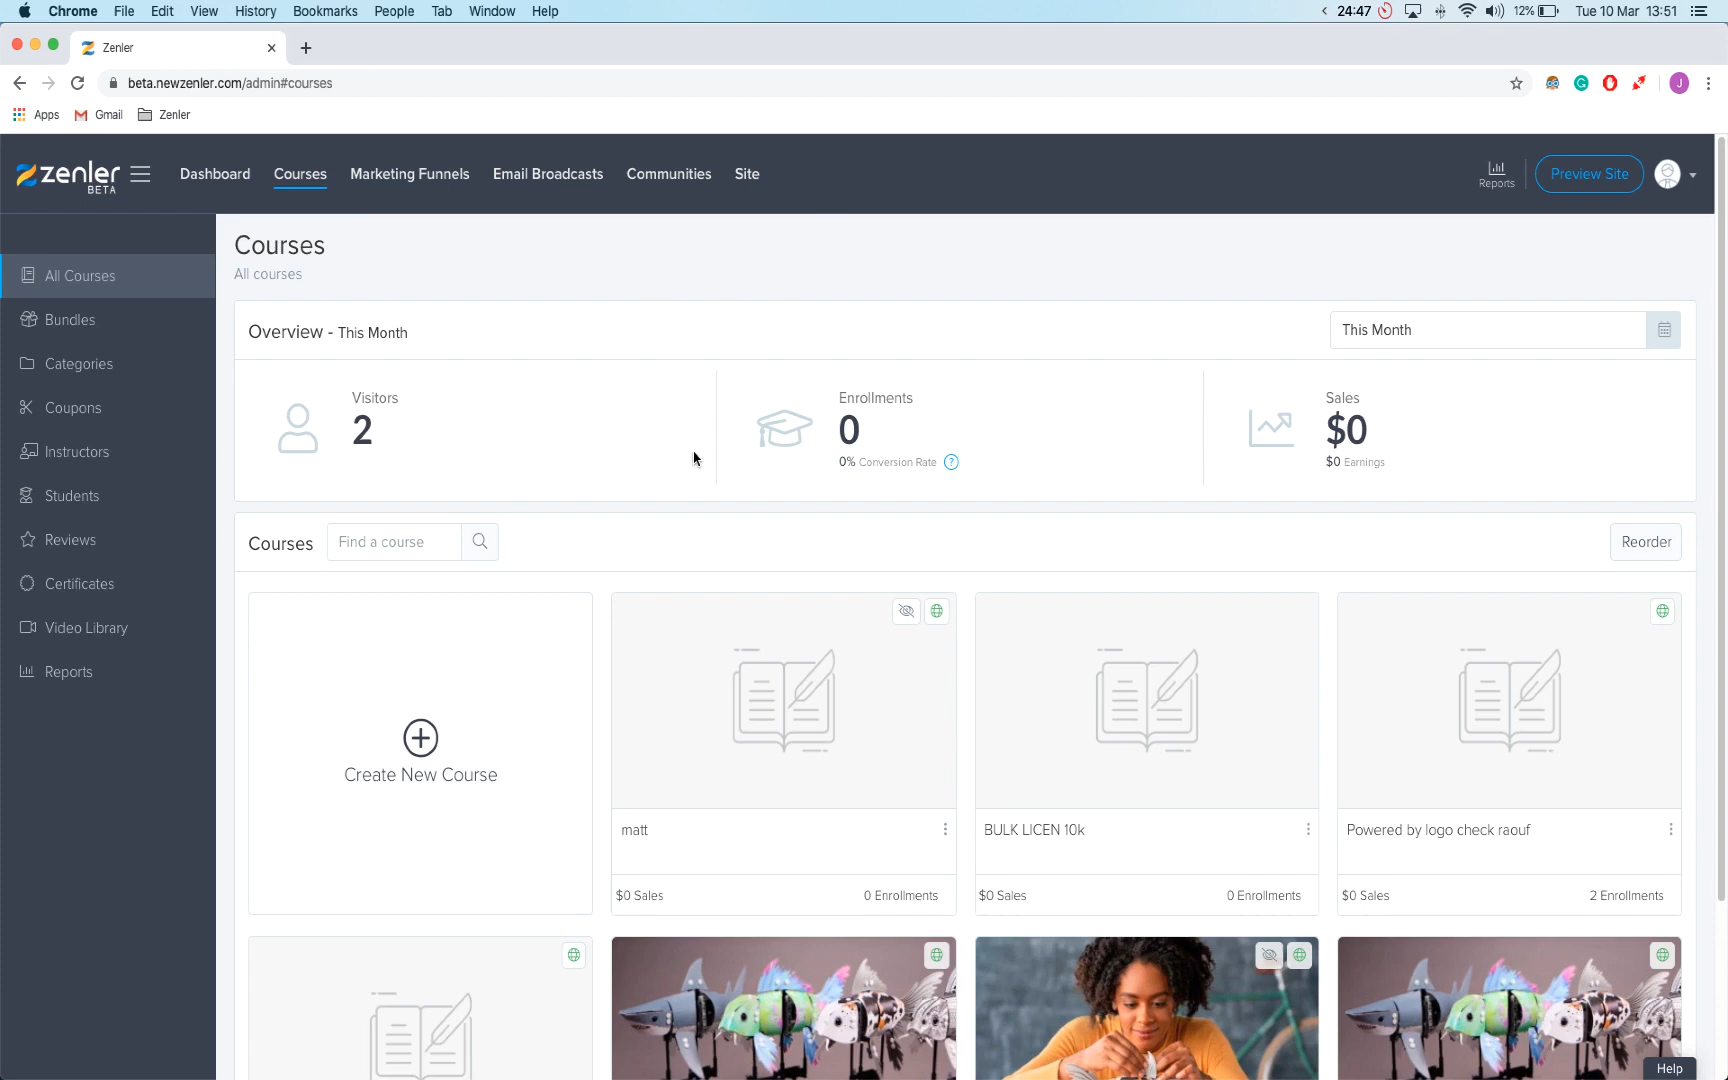 Chrome File Edit View History Bookmarks People Tab Window Help 24:47 12% Tue 10 Mar 13:51
Zenler
beta.newzenler.com/admin#courses J
Apps Gmail Zenler
zenler BETA Dashboard Courses Marketing Funnels Email Broadcasts Communities Site Reports Preview Site
All Courses
Bundles
Categories
Coupons
Instructors
Students
Reviews
Certificates
Video Library
Reports
Courses
All courses
Overview - This Month This Month
Visitors
2
Enrollments
0
0% Conversion Rate ?
Sales
$0
$0 Earnings
Courses Find a course Reorder
Create New Course
matt
$0 Sales 0 Enrollments
BULK LICEN 10k
$0 Sales 0 Enrollments
Powered by logo check raouf
$0 Sales 2 Enrollments
Help